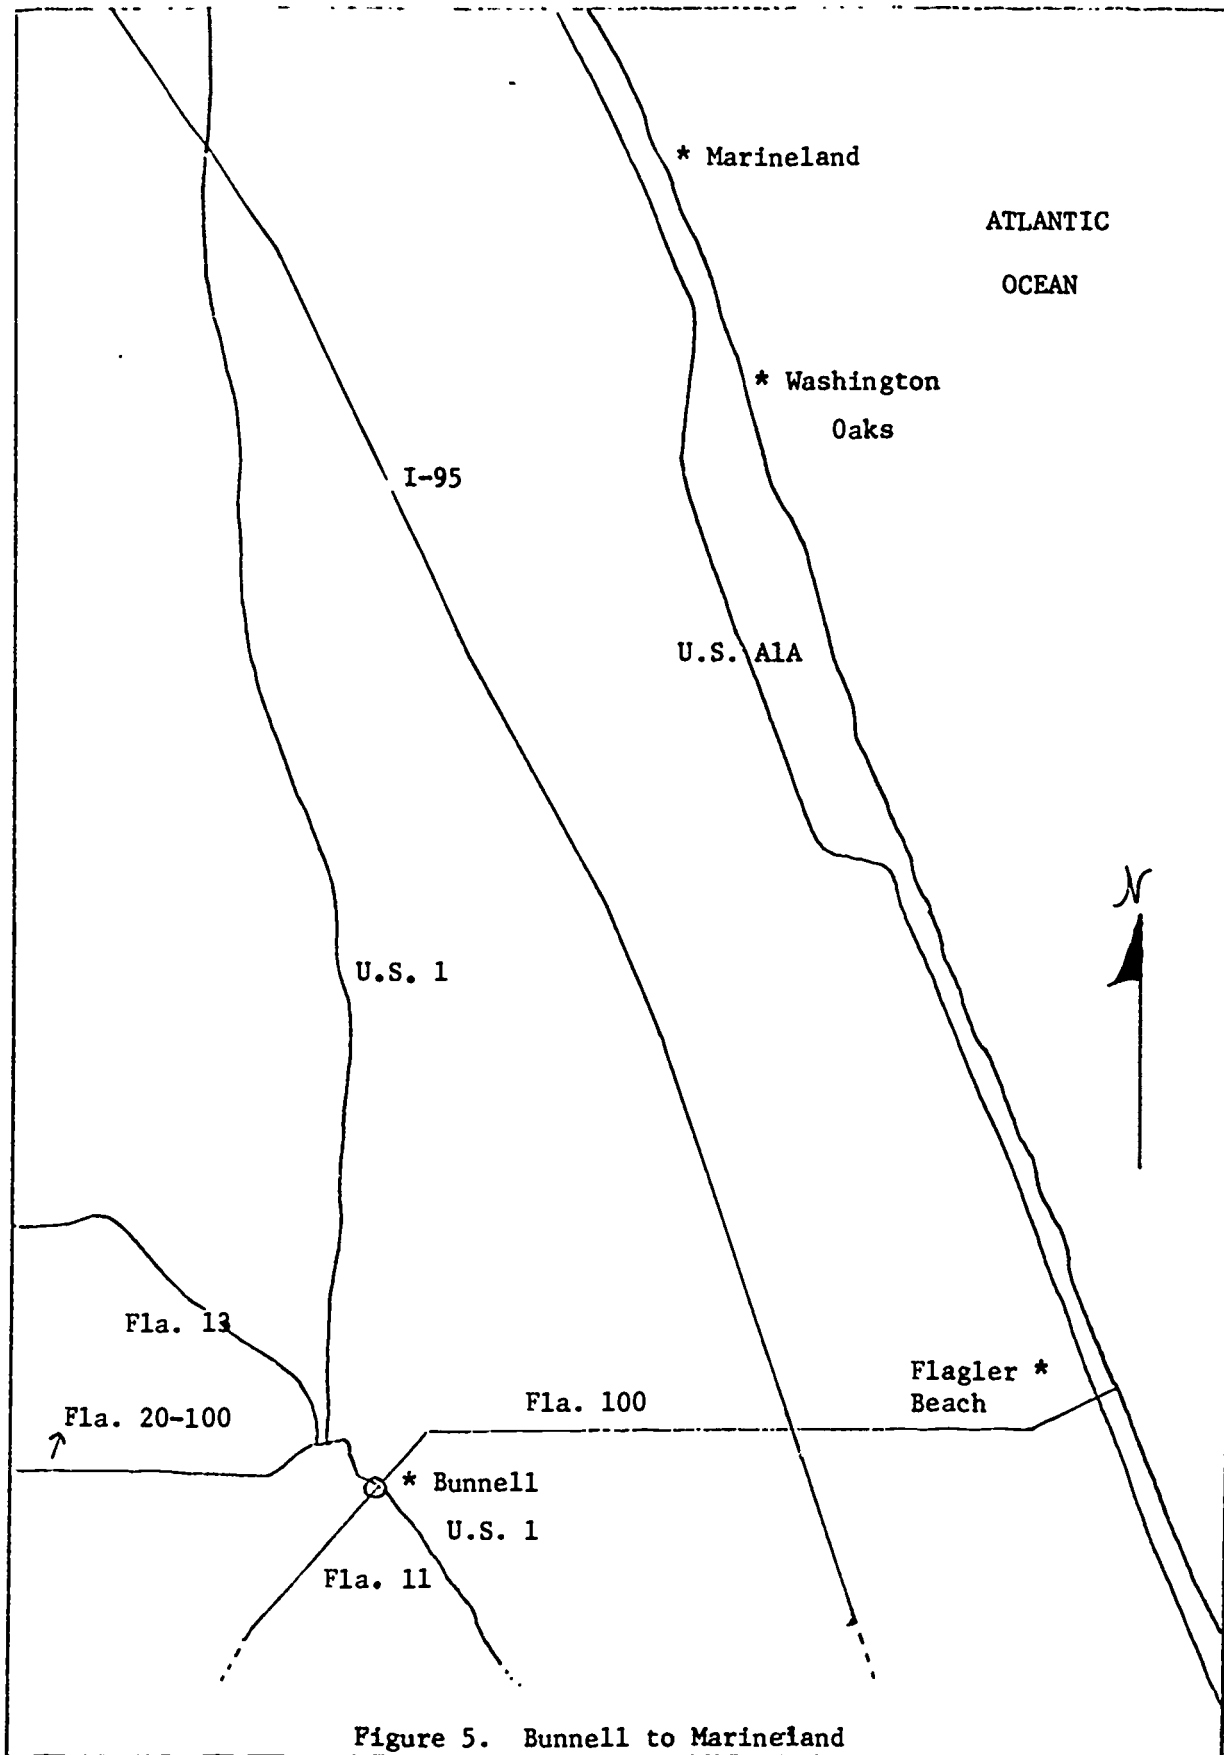 * Marineland
ATLANTIC
OCEAN
* Washington
Oaks
I-95
U.S. A1A
N
U.S. 1
Fla. 13
Flagler *
Beach
Fla. 100
Fla. 20-100
* Bunnell
U.S. 1
Fla. 11
Figure 5. Bunnell to Marineland